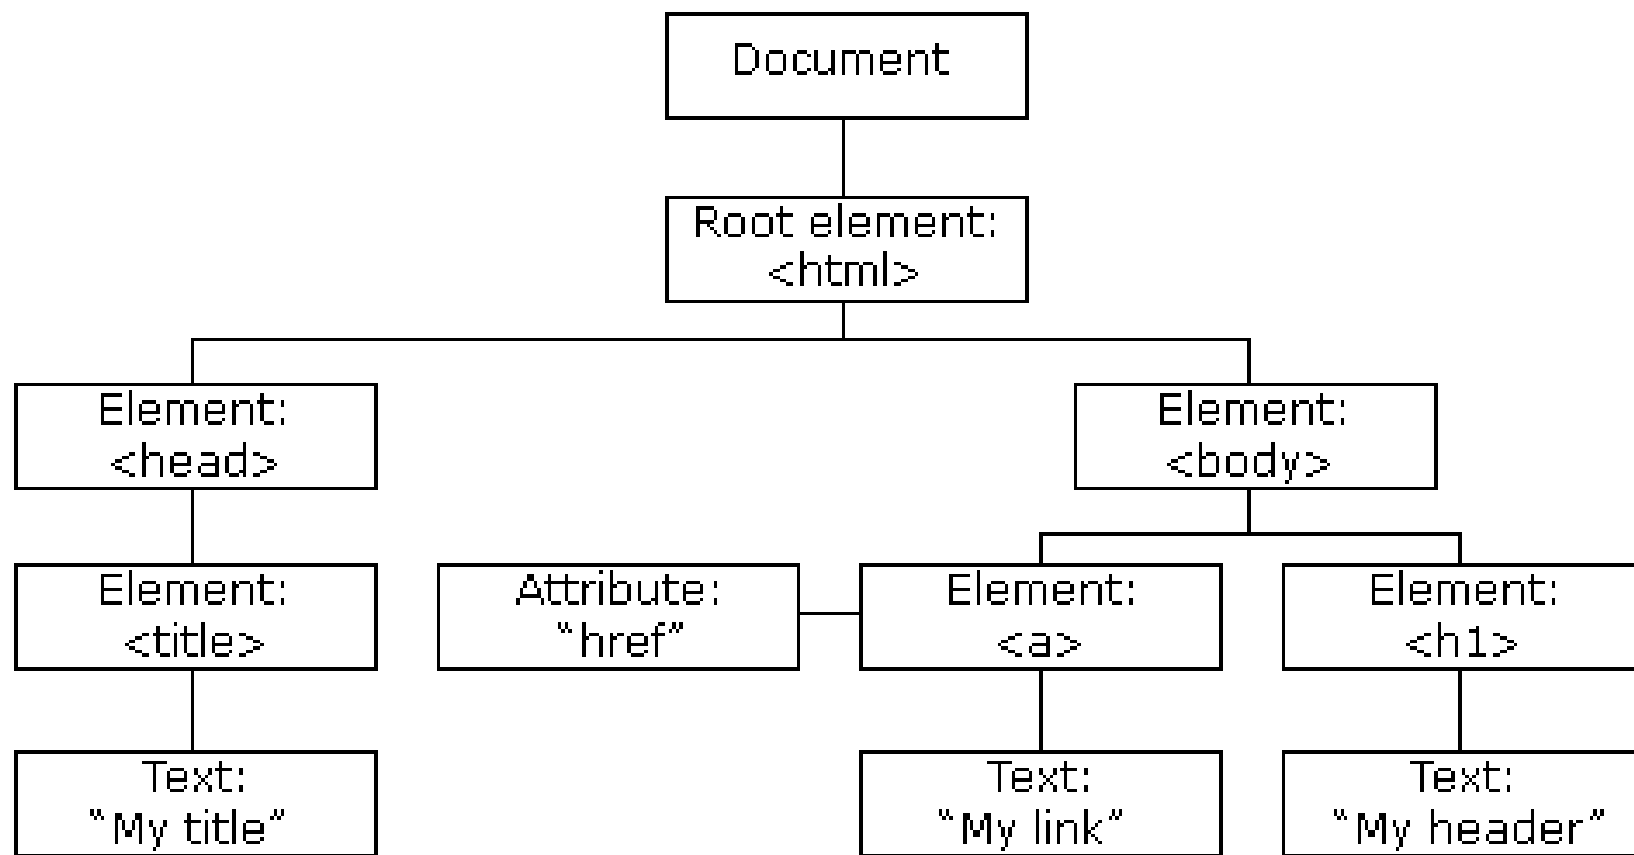 Document
Root element:
<html>
Element:
<head>
Element:
<body>
Element:
<title>
Attribute:
“href”
Element:
<a>
Element:
<h1>
Text:
“My title”
Text:
“My link”
Text:
“My header”